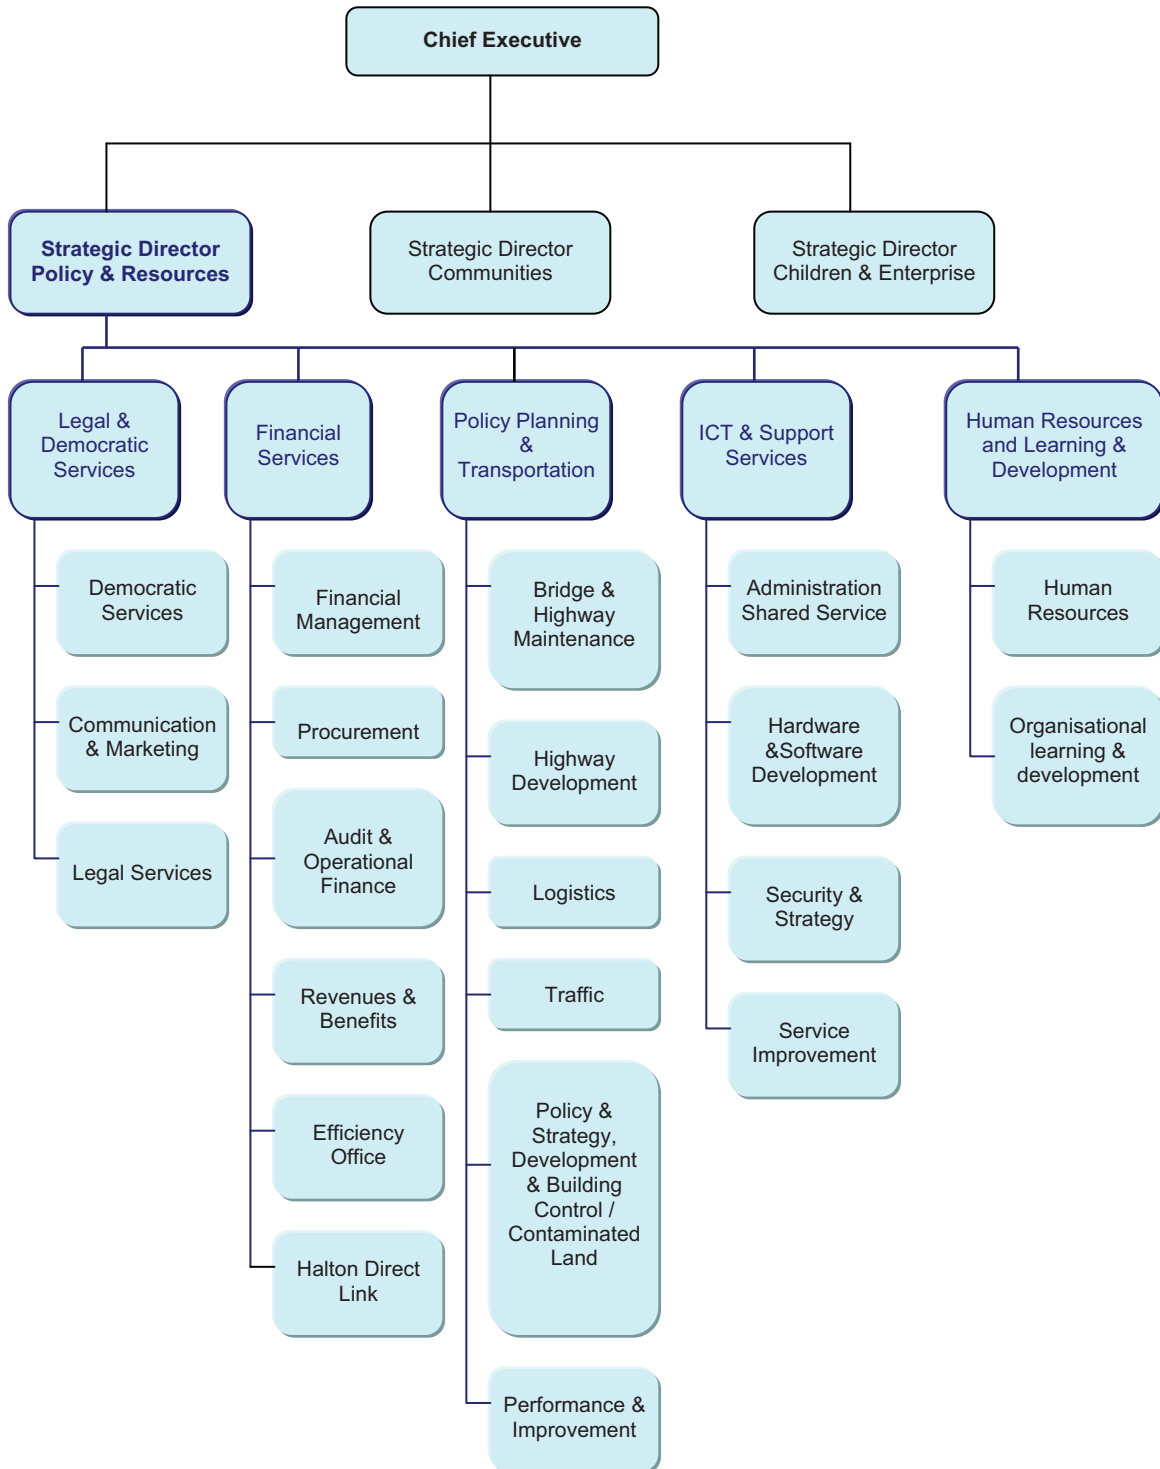 Chief Executive
Strategic Director
Policy & Resources
Strategic Director
Communities
Strategic Director
Children & Enterprise
Legal &
Democratic
Services
Financial
Services
Policy Planning
&
Transportation
ICT & Support
Services
Human Resources
and Learning &
Development
Democratic
Services
Communication
& Marketing
Legal Services
Financial
Management
Procurement
Audit &
Operational
Finance
Revenues &
Benefits
Efficiency
Office
Halton Direct
Link
Bridge &
Highway
Maintenance
Highway
Development
Logistics
Traffic
Policy &
Strategy,
Development
& Building
Control /
Contaminated
Land
Performance &
Improvement
Administration
Shared Service
Hardware
&Software
Development
Security &
Strategy
Service
Improvement
Human
Resources
Organisational
learning &
development